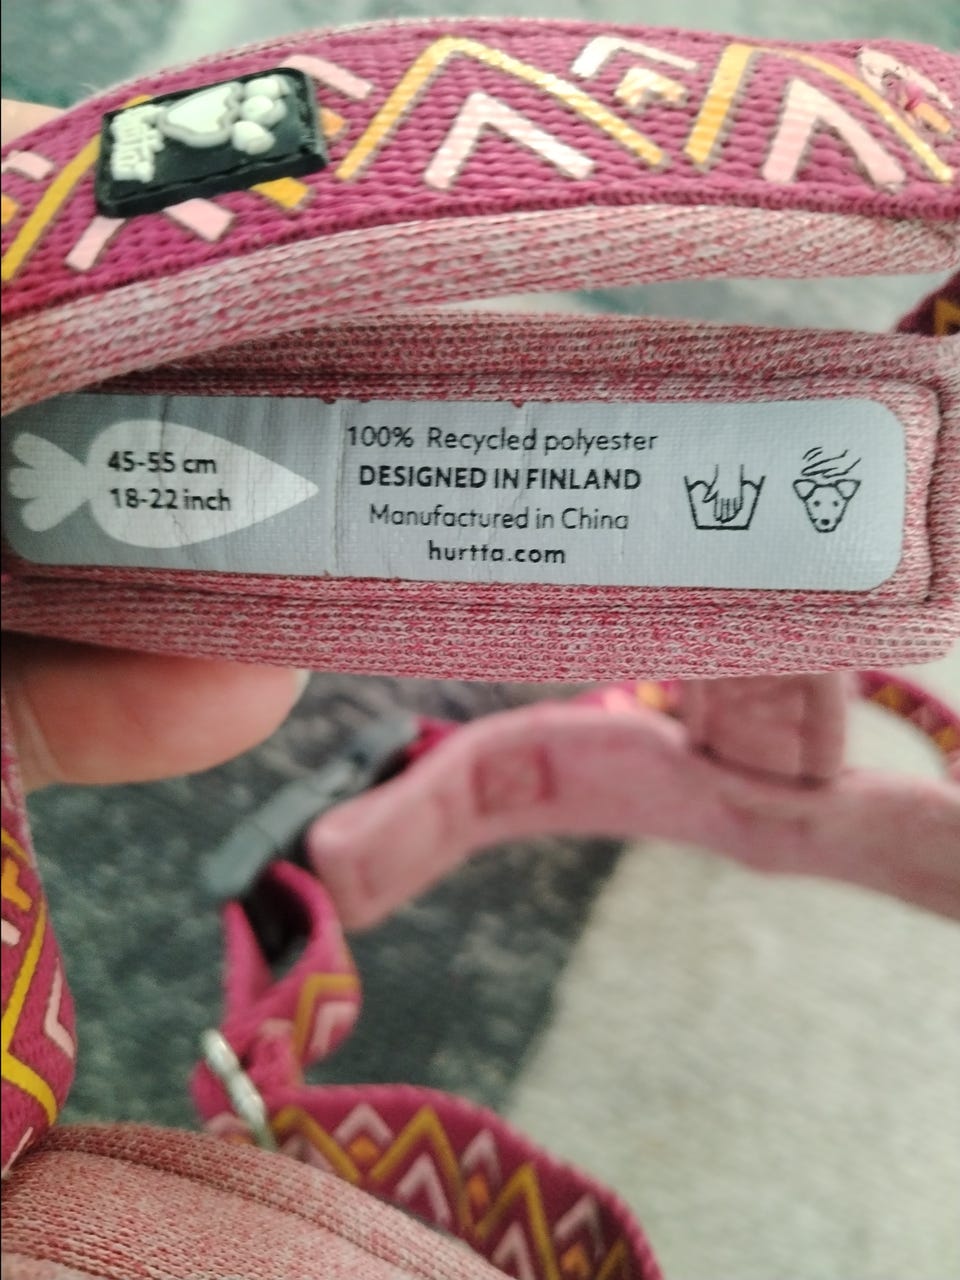 45-55 cm
18-22 inch
100% Recycled polyester
DESIGNED IN FINLAND
Manufactured in China
hurtta.com